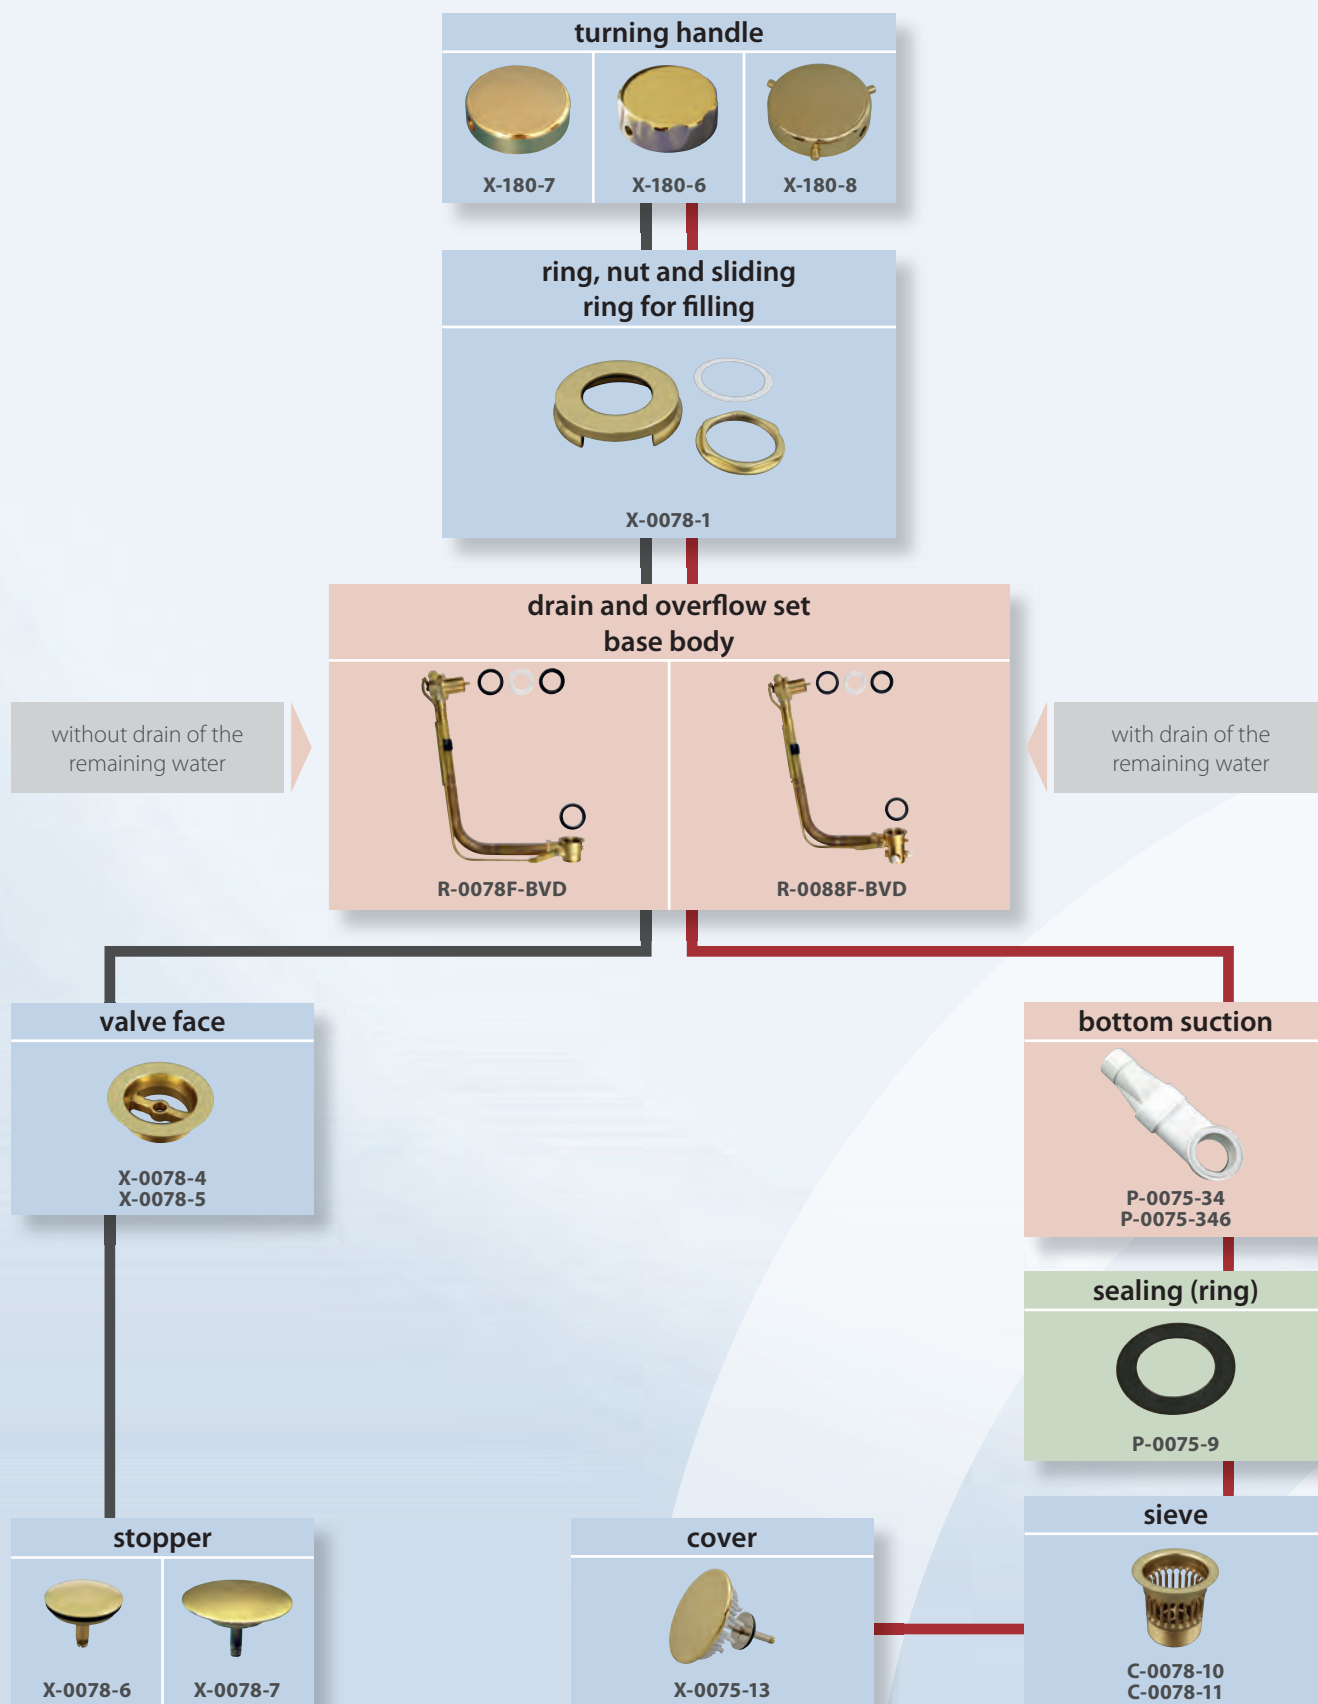 turning handle
X-180-7
X-180-6
X-180-8
ring, nut and sliding
ring for filling
X-0078-1
drain and overflow set
base body
without drain of the
remaining water
with drain of the
remaining water
R-0078F-BVD
R-0088F-BVD
valve face
X-0078-4
X-0078-5
bottom suction
P-0075-34
P-0075-346
sealing (ring)
P-0075-9
sieve
C-0078-10
C-0078-11
stopper
X-0078-6
X-0078-7
cover
X-0075-13